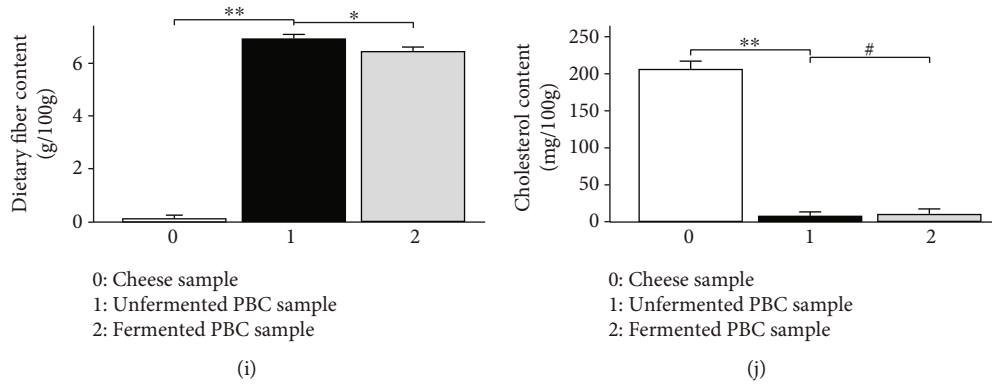 Dietary fiber content
(g/100g)
6
4
2
0
**
*
0
1
2
0: Cheese sample
1: Unfermented PBC sample
2: Fermented PBC sample
(i)
Cholesterol content
(mg/100g)
250
200
150
100
50
0
**
#
0
1
2
0: Cheese sample
1: Unfermented PBC sample
2: Fermented PBC sample
(j)